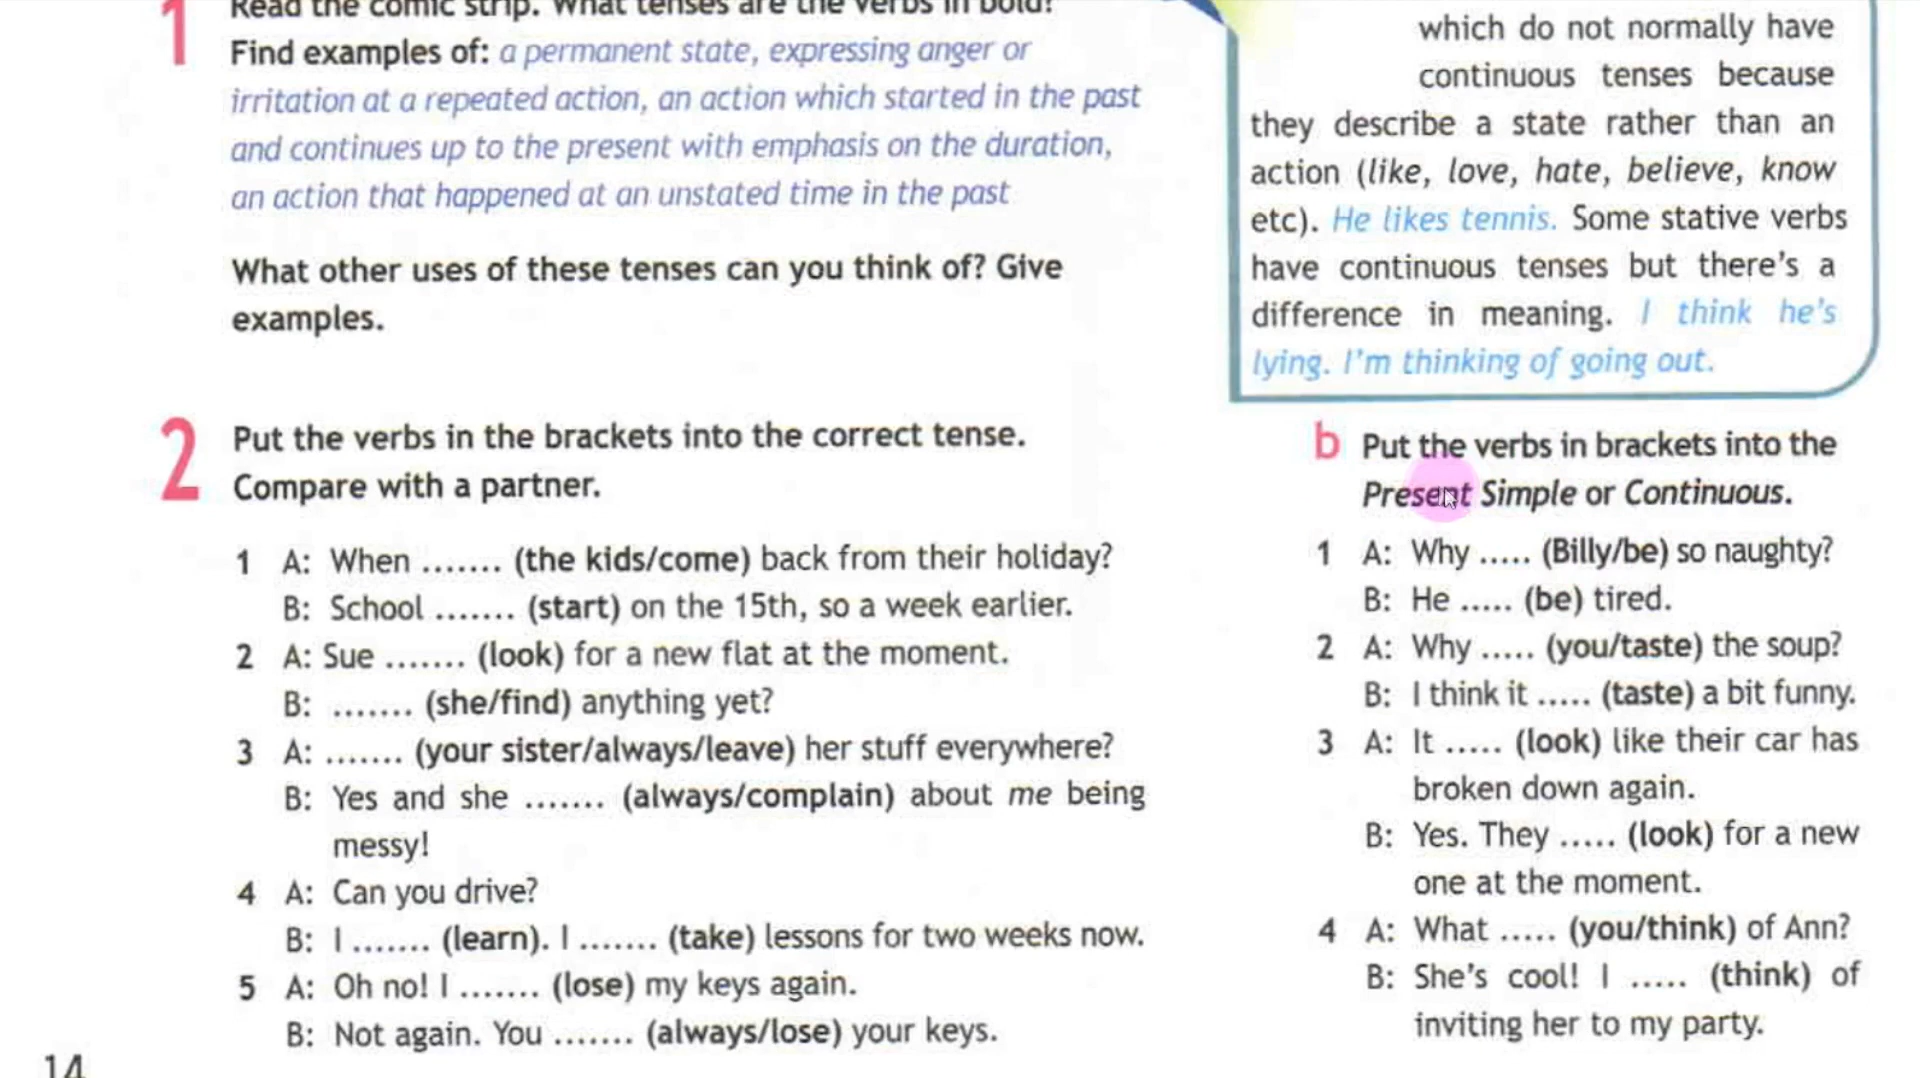 1 Read the comic strip. What tenses are the verbs in bold?
Find examples of: a permanent state, expressing anger or
irritation at a repeated action, an action which started in the past
and continues up to the present with emphasis on the duration,
an action that happened at an unstated time in the past
What other uses of these tenses can you think of? Give
examples.
2 Put the verbs in the brackets into the correct tense.
Compare with a partner.
1 A: When ....... (the kids/come) back from their holiday?
B: School ....... (start) on the 15th, so a week earlier.
2 A: Sue ....... (look) for a new flat at the moment.
B: ....... (she/find) anything yet?
3 A: ....... (your sister/always/leave) her stuff everywhere?
B: Yes and she ....... (always/complain) about me being
messy!
4 A: Can you drive?
B: I ....... (learn). I ....... (take) lessons for two weeks now.
5 A: Oh no! I ....... (lose) my keys again.
B: Not again. You ....... (always/lose) your keys.
14
which do not normally have
continuous tenses because
they describe a state rather than an
action (like, love, hate, believe, know
etc). He likes tennis. Some stative verbs
have continuous tenses but there's a
difference in meaning. I think he's
lying. I'm thinking of going out.
b Put the verbs in brackets into the
Present Simple or Continuous.
1 A: Why ..... (Billy/be) so naughty?
B: He ..... (be) tired.
2 A: Why ..... (you/taste) the soup?
B: I think it ..... (taste) a bit funny.
3 A: It ..... (look) like their car has
broken down again.
B: Yes. They ..... (look) for a new
one at the moment.
4 A: What ..... (you/think) of Ann?
B: She's cool! I ..... (think) of
inviting her to my party.